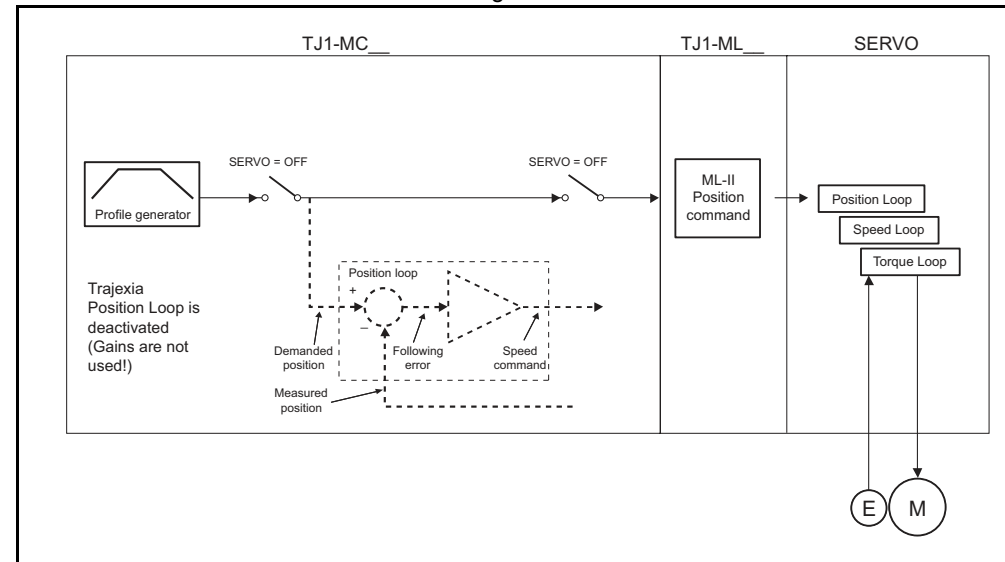 TJ1-MC__
TJ1-ML__
SERVO
SERVO = OFF
SERVO = OFF
Profile generator
ML-II
Position
command
Position Loop
Speed Loop
Torque Loop
Trajexia
Position Loop is
deactivated
(Gains are not
used!)
Position loop
+
–
Demanded
position
Following
error
Speed
command
Measured
position
E
M